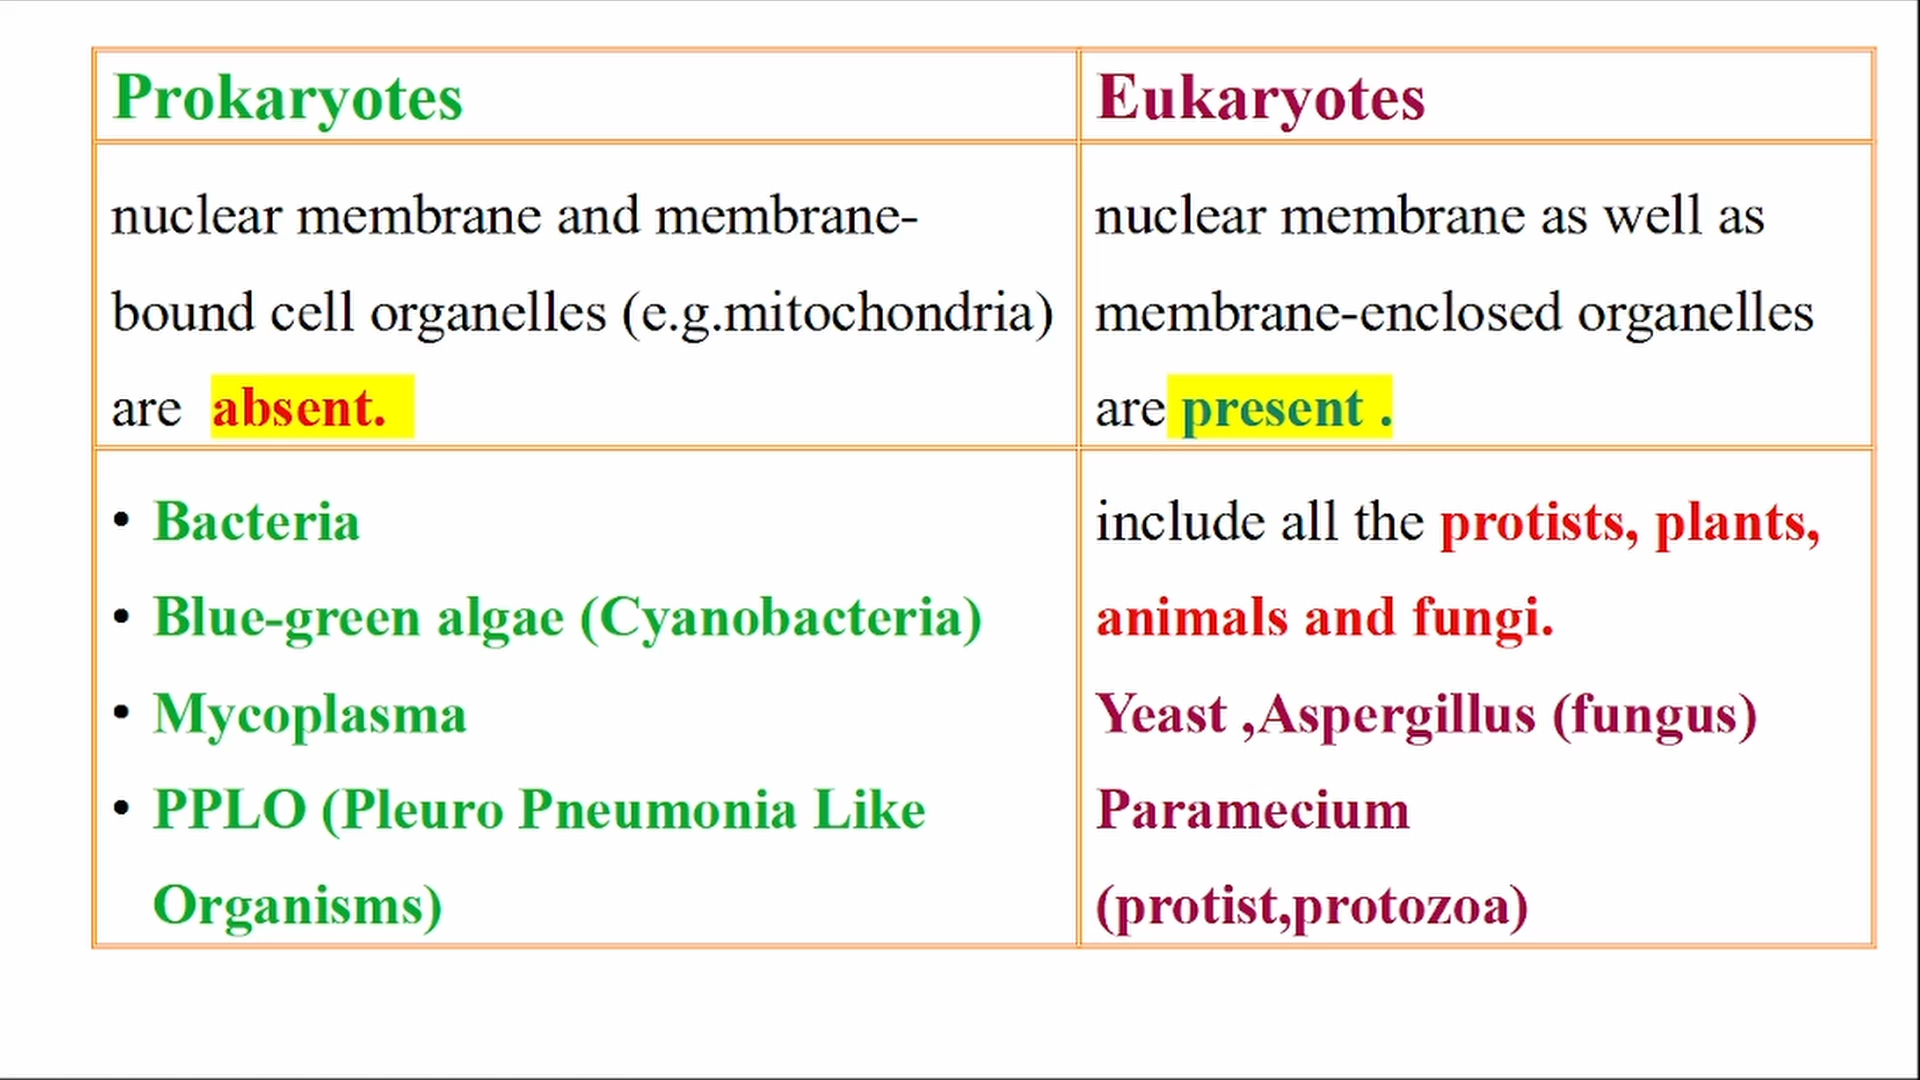 Prokaryotes
Eukaryotes
nuclear membrane and membrane-
bound cell organelles (e.g.mitochondria)
are absent.
nuclear membrane as well as
membrane-enclosed organelles
are present .
• Bacteria
• Blue-green algae (Cyanobacteria)
• Mycoplasma
• PPLO (Pleuro Pneumonia Like
Organisms)
include all the protists, plants,
animals and fungi.
Yeast ,Aspergillus (fungus)
Paramecium
(protist,protozoa)